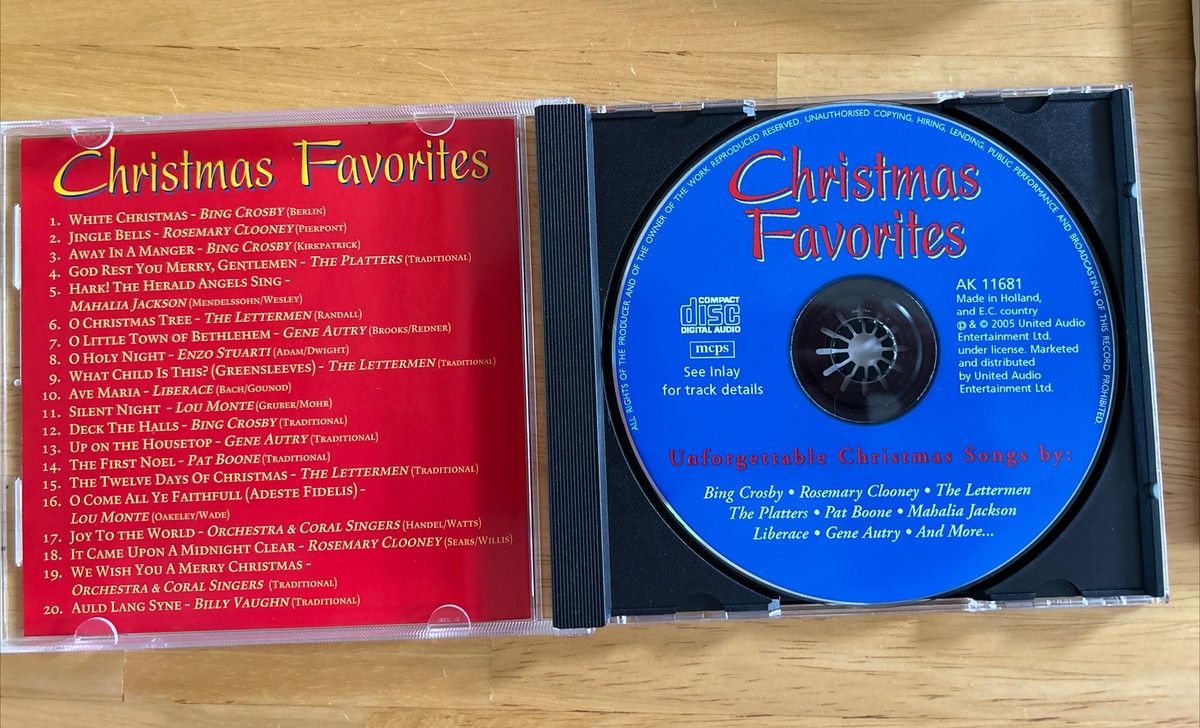 Christmas Favorites
1. WHITE CHRISTMAS - BING CROSBY (BERLIN)
2. JINGLE BELLS - ROSEMARY CLOONEY (PIERPONT)
3. AWAY IN A MANGER - BING CROSBY (KIRKPATRICK)
4. GOD REST YOU MERRY, GENTLEMEN - THE PLATTERS (TRADITIONAL)
5. HARK! THE HERALD ANGELS SING -
MAHALIA JACKSON (MENDELSSOHN/WESLEY)
6. O CHRISTMAS TREE - THE LETTERMEN (RANDALL)
7. O LITTLE TOWN OF BETHLEHEM - GENE AUTRY (BROOKS/REDNER)
8. O HOLY NIGHT - ENZO STUARTI (ADAM/DWIGHT)
9. WHAT CHILD IS THIS? (GREENSLEEVES) - THE LETTERMEN (TRADITIONAL)
10. AVE MARIA - LIBERACE (BACH/GOUNOD)
11. SILENT NIGHT - LOU MONTE (GRUBER/MOHR)
12. DECK THE HALLS - BING CROSBY (TRADITIONAL)
13. UP ON THE HOUSETOP - GENE AUTRY (TRADITIONAL)
14. THE FIRST NOEL - PAT BOONE (TRADITIONAL)
15. THE TWELVE DAYS OF CHRISTMAS - THE LETTERMEN (TRADITIONAL)
16. O COME ALL YE FAITHFULL (ADESTE FIDELIS) -
LOU MONTE (OAKELEY/WADE)
17. JOY TO THE WORLD - ORCHESTRA & CORAL SINGERS (HANDEL/WATTS)
18. IT CAME UPON A MIDNIGHT CLEAR - ROSEMARY CLOONEY (SEARS/WILLIS)
19. WE WISH YOU A MERRY CHRISTMAS -
ORCHESTRA & CORAL SINGERS (TRADITIONAL)
20. AULD LANG SYNE - BILLY VAUGHN (TRADITIONAL)
ALL RIGHTS OF THE PRODUCER AND OF THE OWNER OF THE WORK REPRODUCED RESERVED. UNAUTHORISED COPYING, HIRING, LENDING, PUBLIC PERFORMANCE AND BROADCASTING OF THIS RECORD PROHIBITED.
Christmas
Favorites
COMPACT
disc
DIGITAL AUDIO
mcps
See Inlay
for track details
AK 11681
Made in Holland,
and E.C. country
℗ & © 2005 United Audio
Entertainment Ltd.
under license. Marketed
and distributed
by United Audio
Entertainment Ltd.
Unforgettable Christmas Songs by:
Bing Crosby • Rosemary Clooney • The Lettermen
The Platters • Pat Boone • Mahalia Jackson
Liberace • Gene Autry • And More...